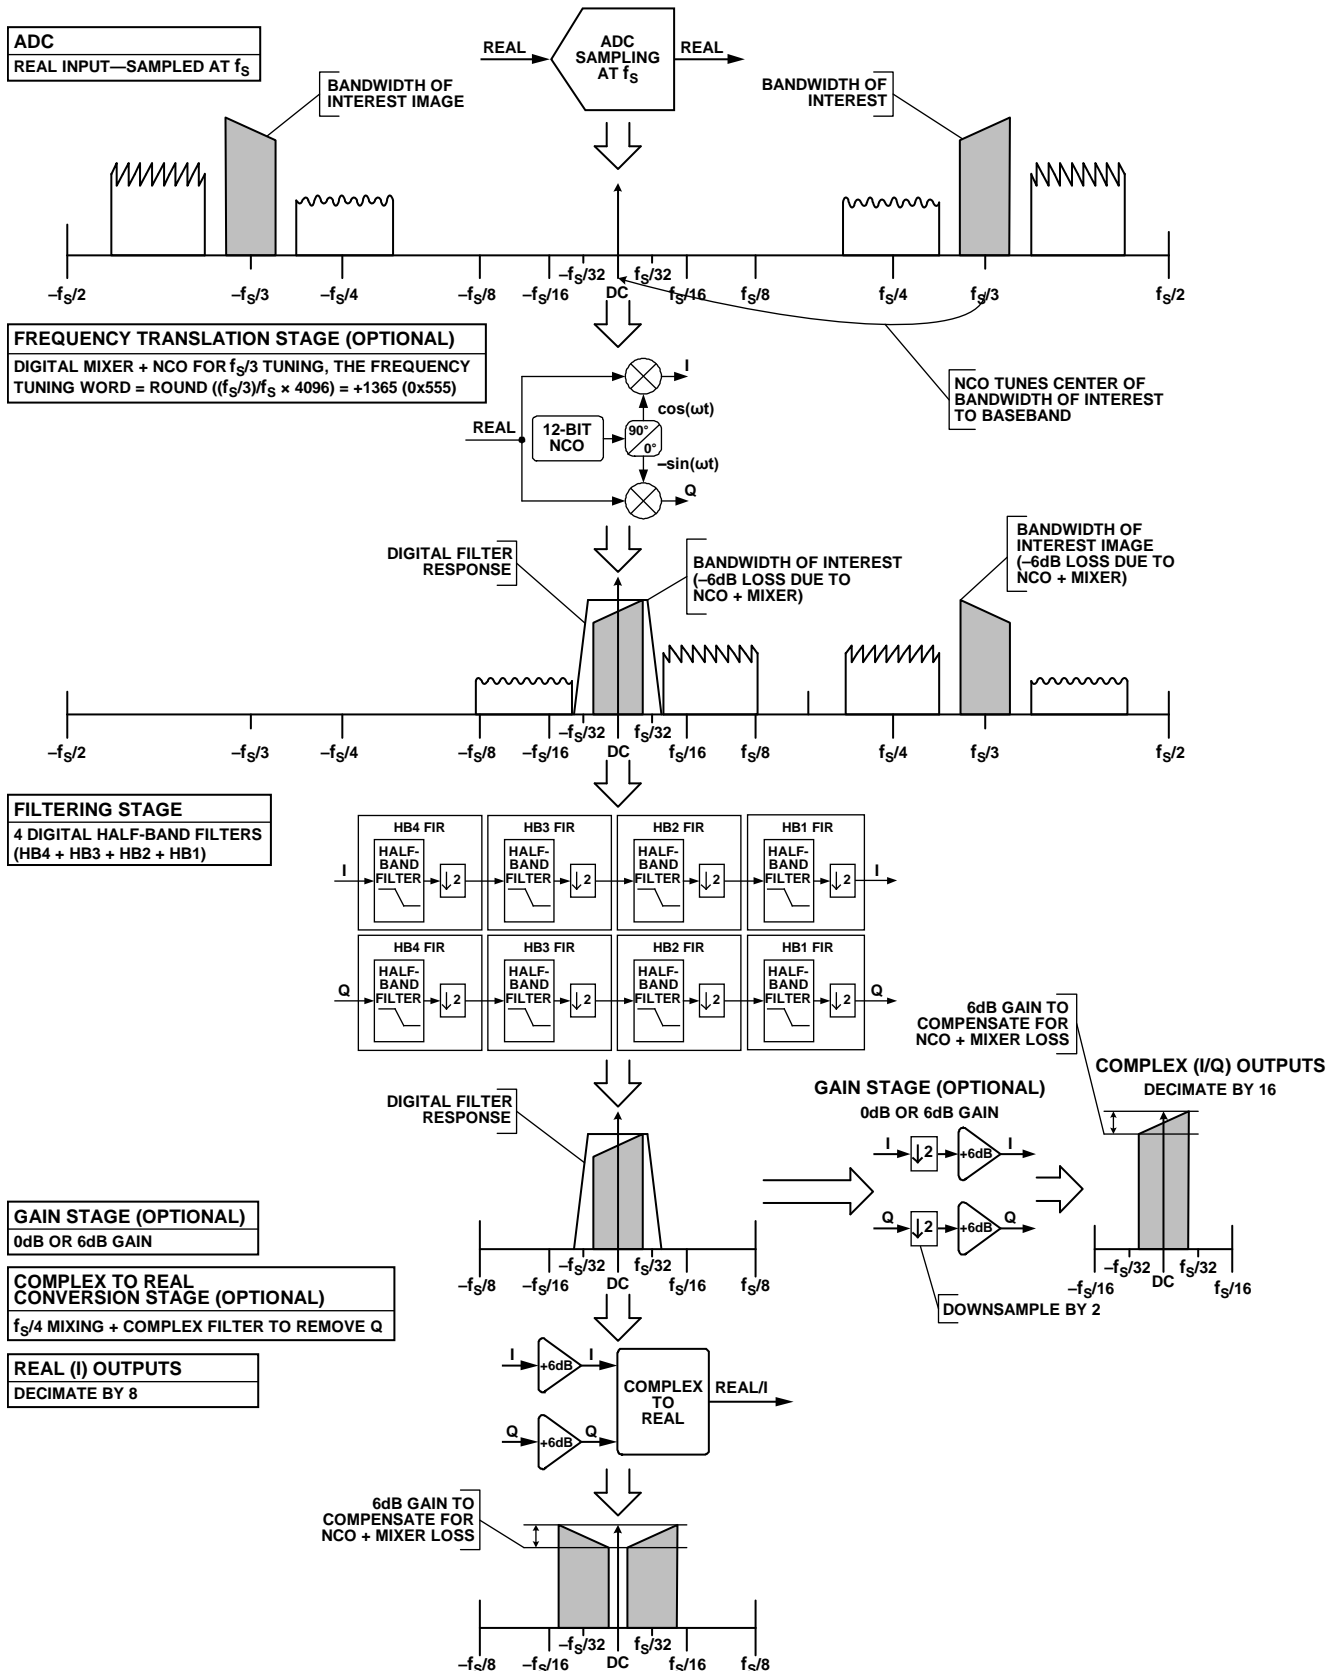 ADC
REAL INPUT—SAMPLED AT fS
REAL
ADC
SAMPLING
AT fS
REAL
BANDWIDTH OF
INTEREST IMAGE
BANDWIDTH OF
INTEREST
–fS/2
–fS/3
–fS/4
–fS/8
–fS/16
–fS/32
DC
fS/32
fS/16
fS/8
fS/4
fS/3
fS/2
FREQUENCY TRANSLATION STAGE (OPTIONAL)
DIGITAL MIXER + NCO FOR fS/3 TUNING, THE FREQUENCY
TUNING WORD = ROUND ((fS/3)/fS × 4096) = +1365 (0x555)
NCO TUNES CENTER OF
BANDWIDTH OF INTEREST
TO BASEBAND
I
cos(ωt)
REAL
12-BIT
NCO
90°
0°
–sin(ωt)
Q
DIGITAL FILTER
RESPONSE
BANDWIDTH OF INTEREST
(–6dB LOSS DUE TO
NCO + MIXER)
BANDWIDTH OF
INTEREST IMAGE
(–6dB LOSS DUE TO
NCO + MIXER)
–fS/2
–fS/3
–fS/4
–fS/8
–fS/16
–fS/32
DC
fS/32
fS/16
fS/8
fS/4
fS/3
fS/2
FILTERING STAGE
4 DIGITAL HALF-BAND FILTERS
(HB4 + HB3 + HB2 + HB1)
HB4 FIR
HB3 FIR
HB2 FIR
HB1 FIR
I
HALF-
BAND
FILTER
2
HALF-
BAND
FILTER
2
HALF-
BAND
FILTER
2
HALF-
BAND
FILTER
2
I
HB4 FIR
HB3 FIR
HB2 FIR
HB1 FIR
Q
HALF-
BAND
FILTER
2
HALF-
BAND
FILTER
2
HALF-
BAND
FILTER
2
HALF-
BAND
FILTER
2
Q
6dB GAIN TO
COMPENSATE FOR
NCO + MIXER LOSS
COMPLEX (I/Q) OUTPUTS
DECIMATE BY 16
GAIN STAGE (OPTIONAL)
0dB OR 6dB GAIN
I
2
+6dB
I
Q
2
+6dB
Q
DOWNSAMPLE BY 2
–fS/16
–fS/32
DC
fS/32
fS/16
DIGITAL FILTER
RESPONSE
–fS/8
–fS/16
–fS/32
DC
fS/32
fS/16
fS/8
GAIN STAGE (OPTIONAL)
0dB OR 6dB GAIN
COMPLEX TO REAL
CONVERSION STAGE (OPTIONAL)
fS/4 MIXING + COMPLEX FILTER TO REMOVE Q
REAL (I) OUTPUTS
DECIMATE BY 8
I
+6dB
I
Q
+6dB
Q
COMPLEX
TO
REAL
REAL/I
6dB GAIN TO
COMPENSATE FOR
NCO + MIXER LOSS
–fS/8
–fS/16
–fS/32
DC
fS/32
fS/16
fS/8